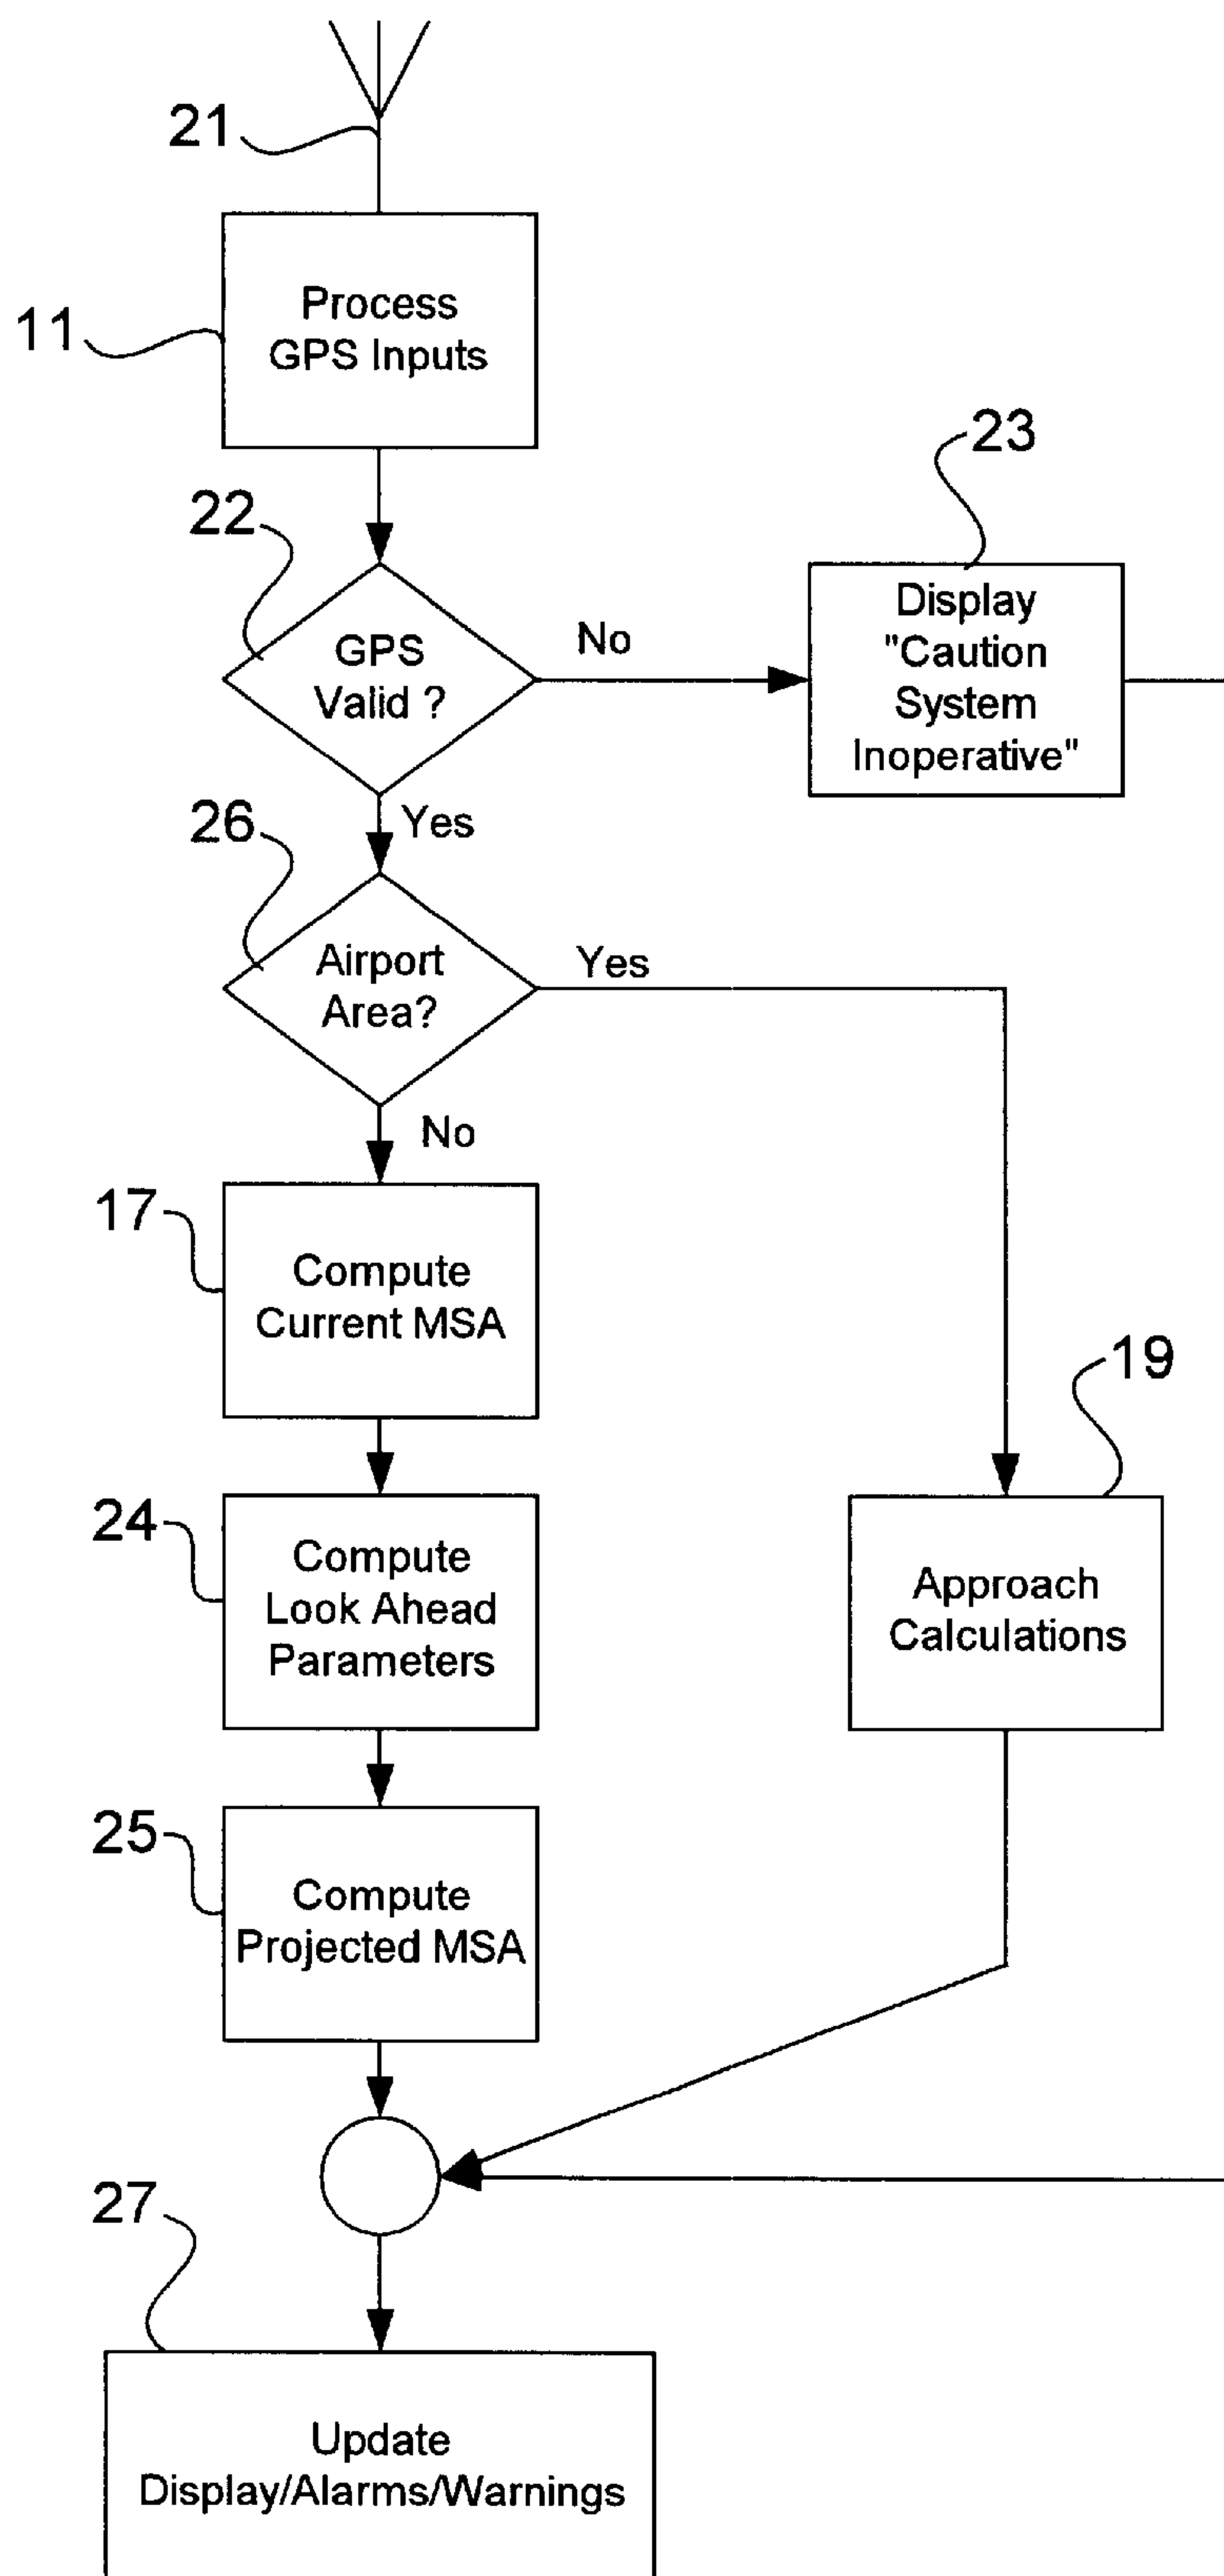 21
11
Process
GPS Inputs
22
GPS
Valid ?
No
23
Display
"Caution
System
Inoperative"
Yes
26
Airport
Area?
Yes
No
17
Compute
Current MSA
19
Approach
Calculations
24
Compute
Look Ahead
Parameters
25
Compute
Projected MSA
27
Update
Display/Alarms/Warnings